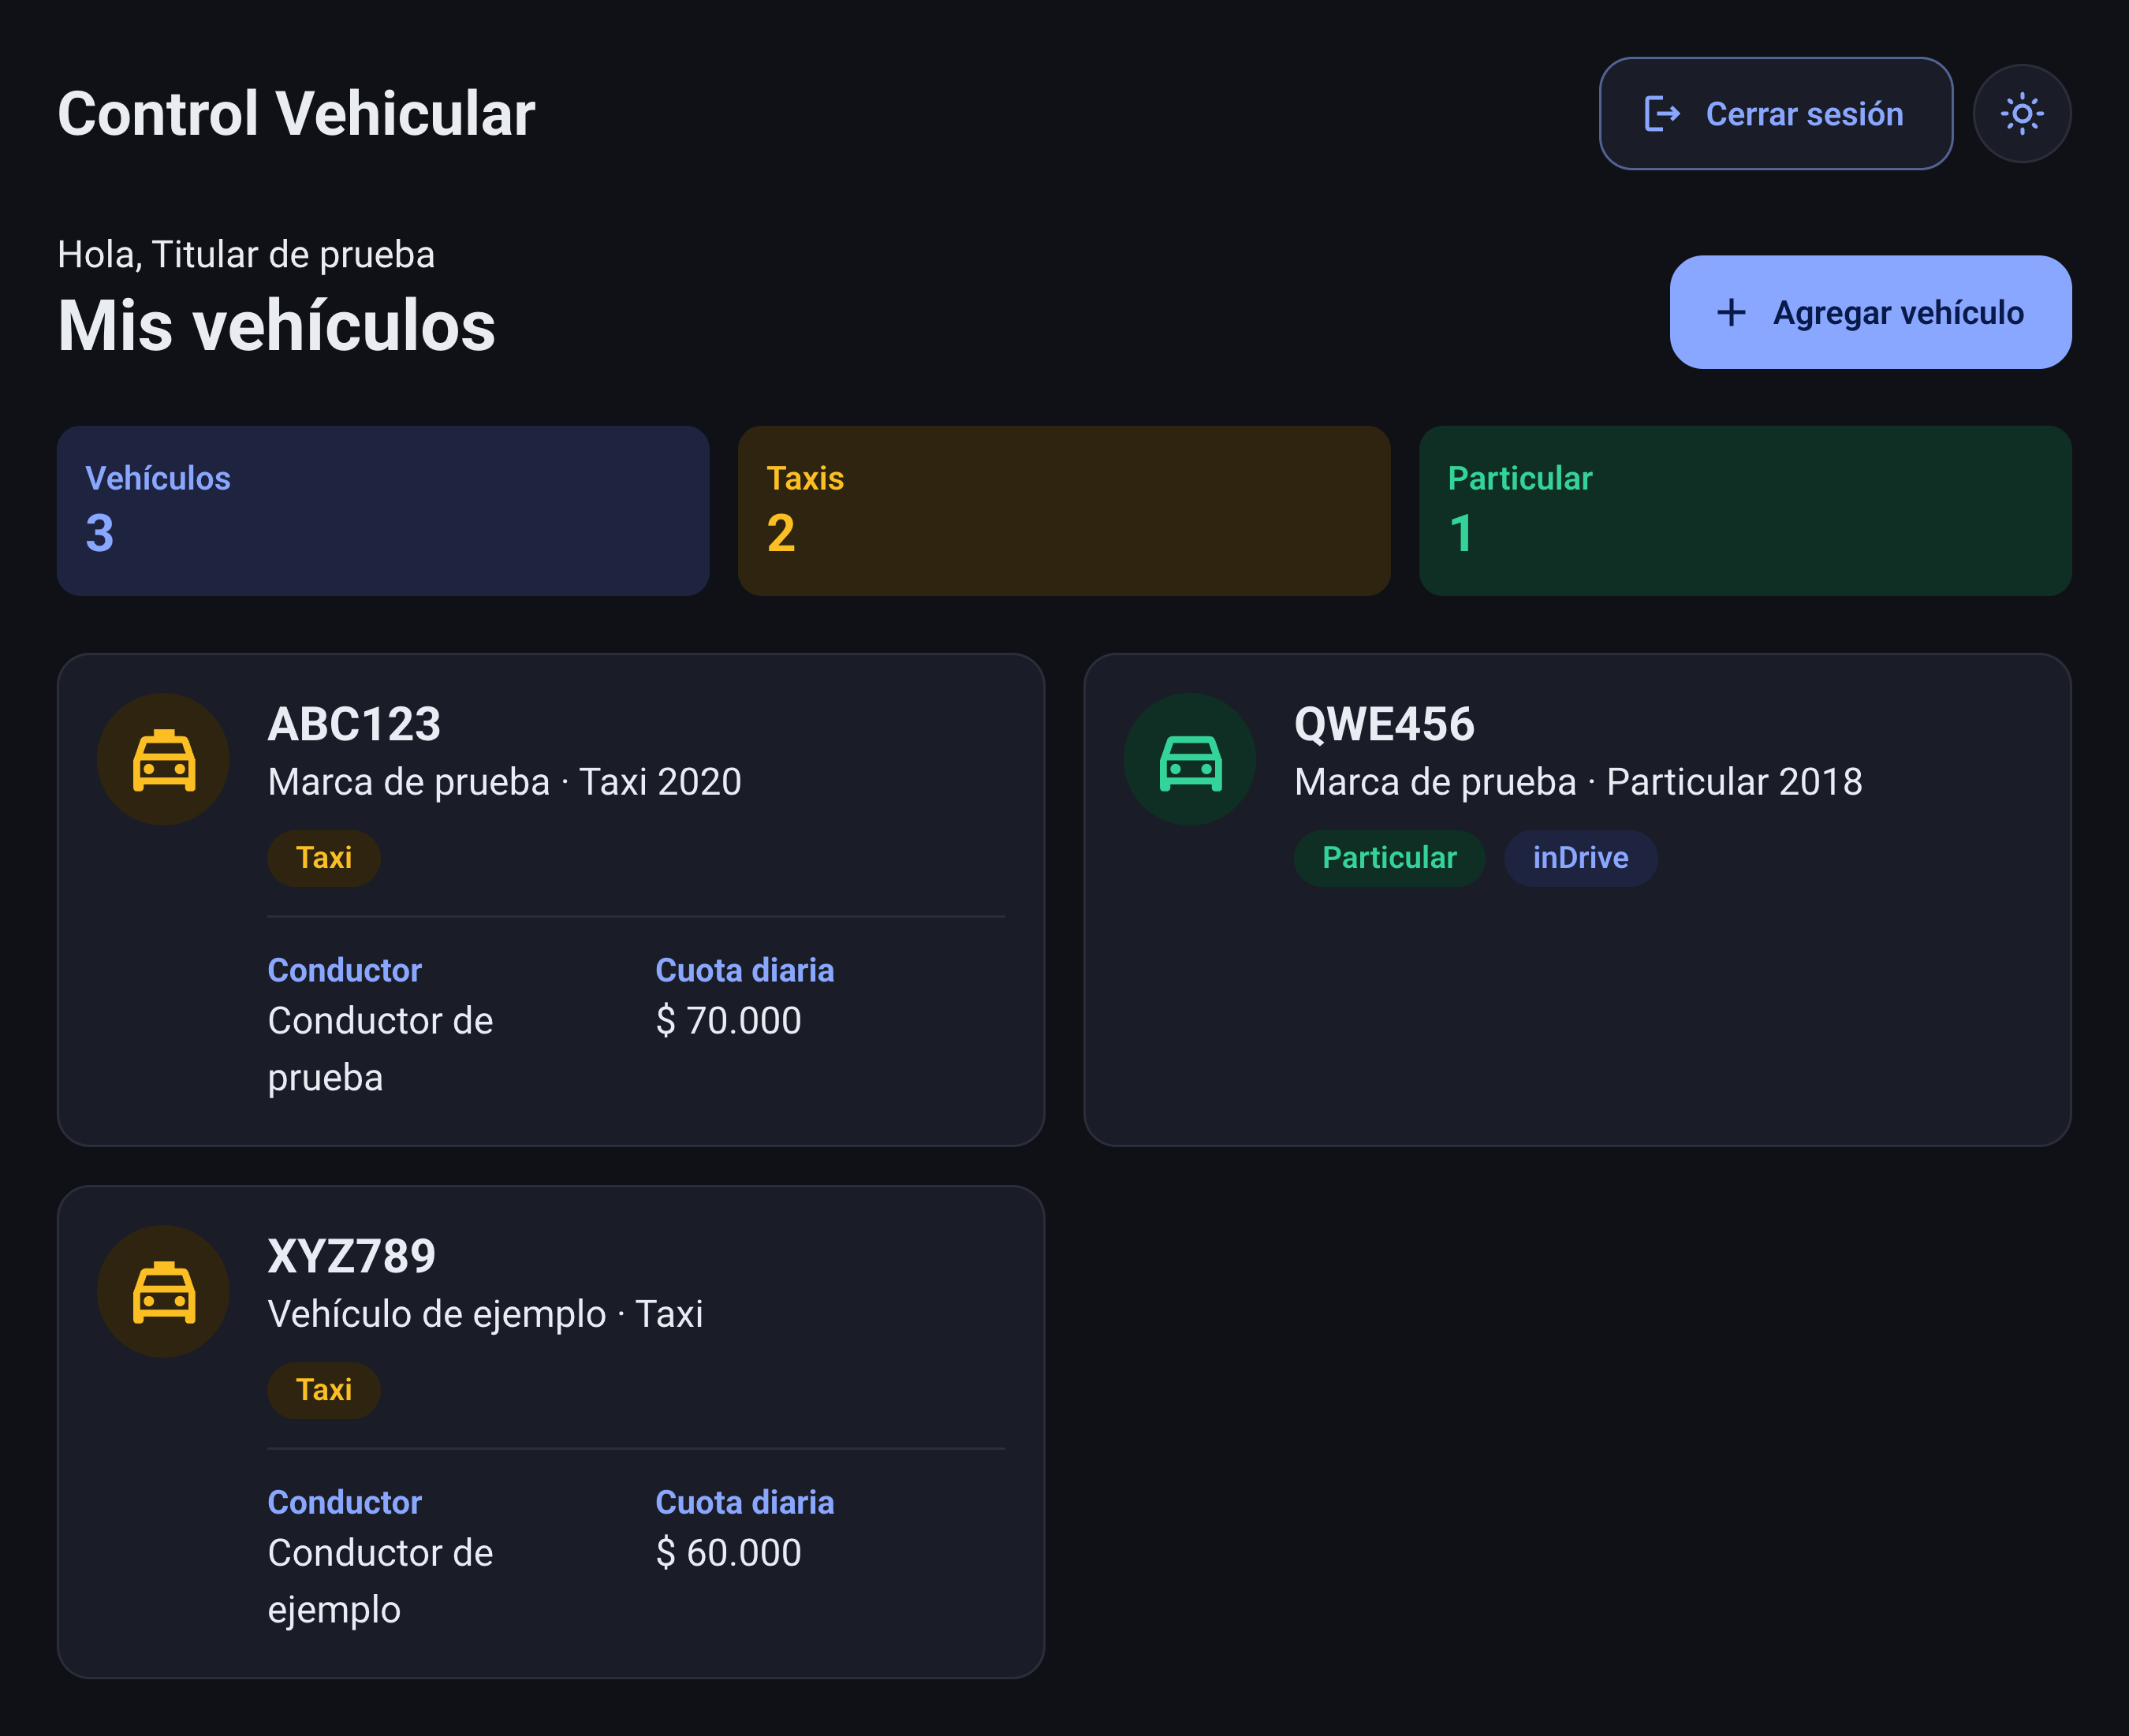 Control Vehicular
Cerrar sesión
Hola, Titular de prueba
Mis vehículos
Agregar vehículo
Vehículos
3
Taxis
2
Particular
1
ABC123
Marca de prueba · Taxi 2020
Taxi
Conductor
Conductor de
prueba
Cuota diaria
$ 70.000
QWE456
Marca de prueba · Particular 2018
Particular
inDrive
XYZ789
Vehículo de ejemplo · Taxi
Taxi
Conductor
Conductor de
ejemplo
Cuota diaria
$ 60.000